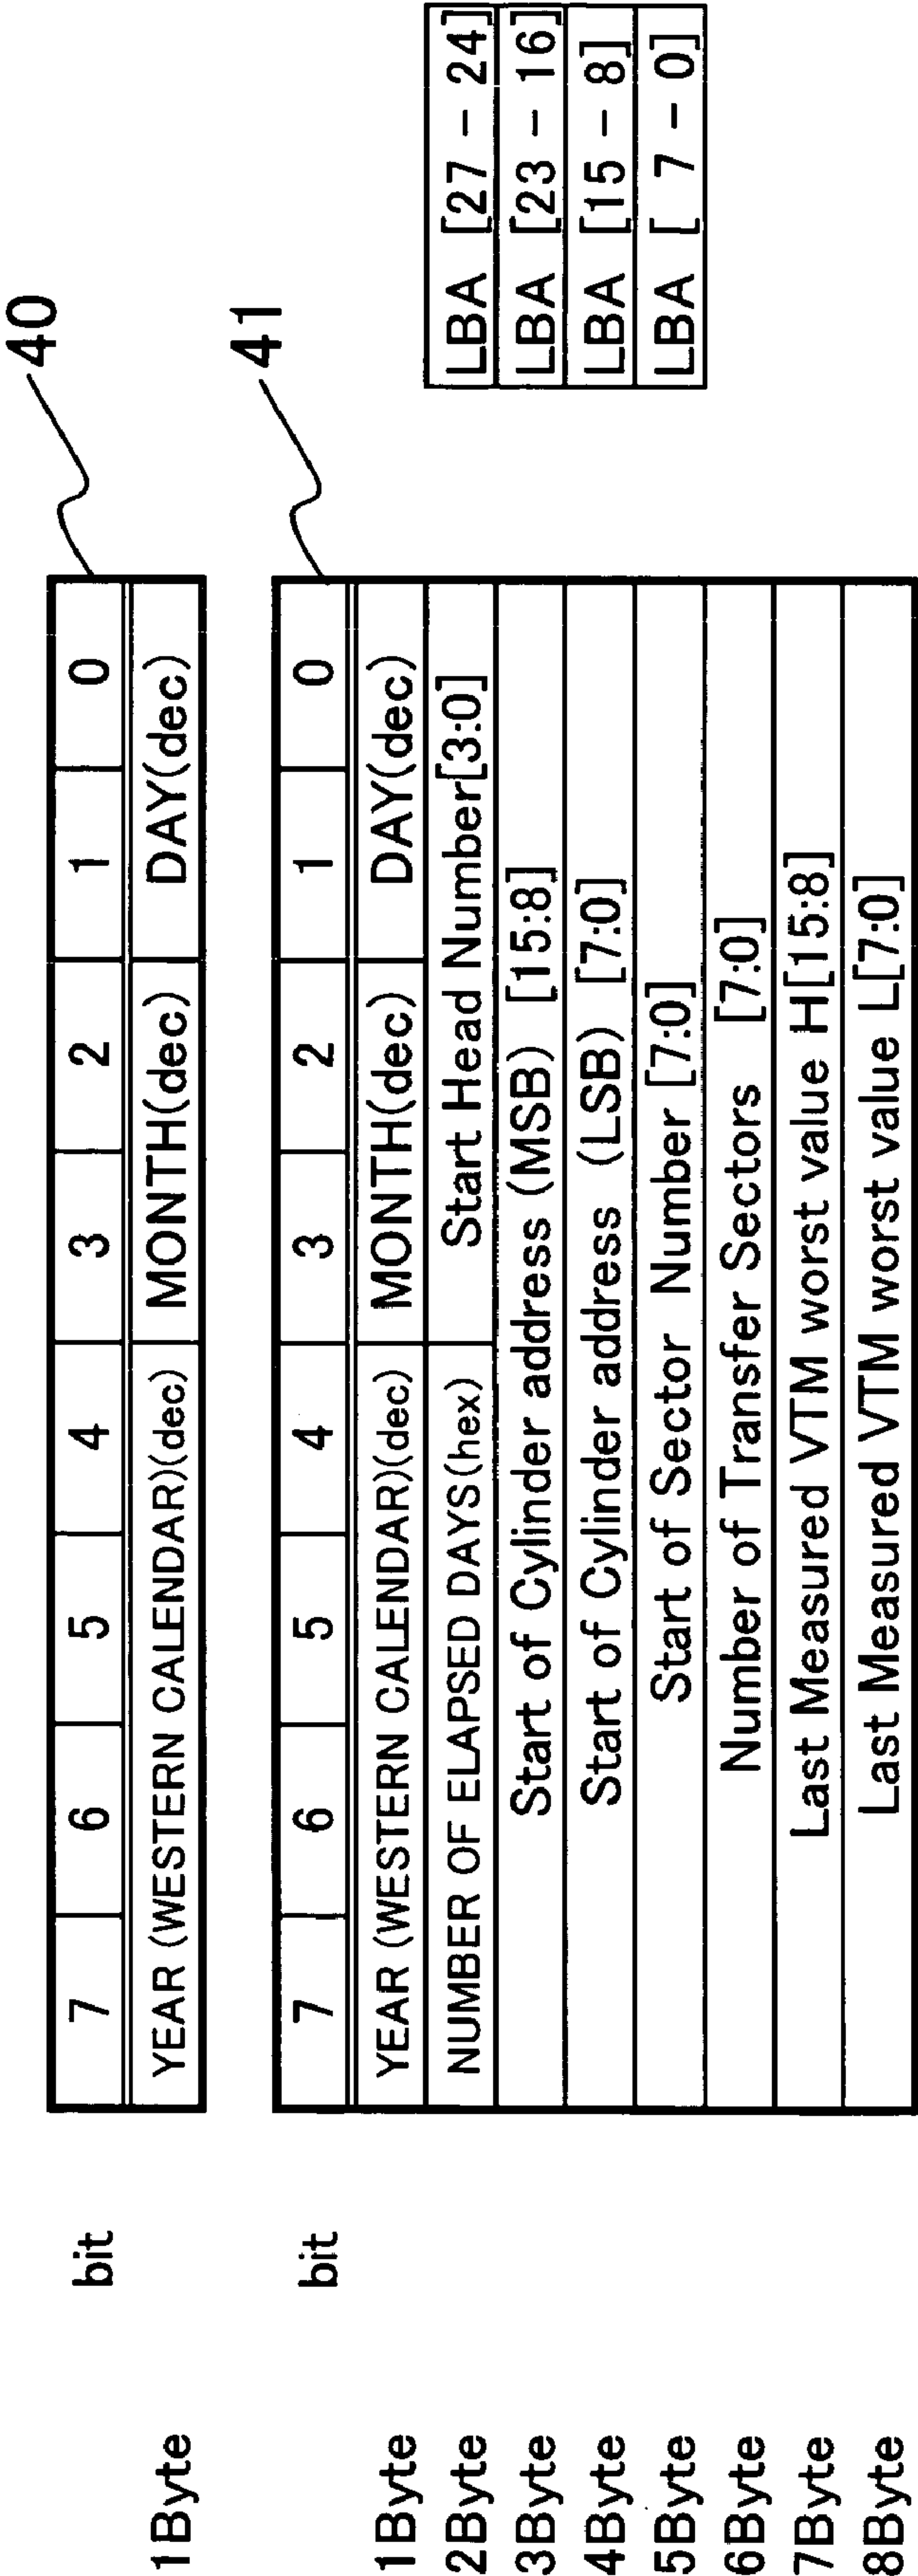 40
bit 7 6 5 4 3 2 1 0
1Byte YEAR (WESTERN CALENDAR)(dec) MONTH(dec) DAY(dec)
41
bit 7 6 5 4 3 2 1 0
1Byte YEAR (WESTERN CALENDAR)(dec) MONTH(dec) DAY(dec)
2Byte NUMBER OF ELAPSED DAYS(hex) Start Head Number[3:0] LBA [27 - 24]
3Byte Start of Cylinder address (MSB) [15:8] LBA [23 - 16]
4Byte Start of Cylinder address (LSB) [7:0] LBA [15 - 8]
5Byte Start of Sector Number [7:0] LBA [ 7 - 0]
6Byte Number of Transfer Sectors [7:0]
7Byte Last Measured VTM worst value H[15:8]
8Byte Last Measured VTM worst value L[7:0]